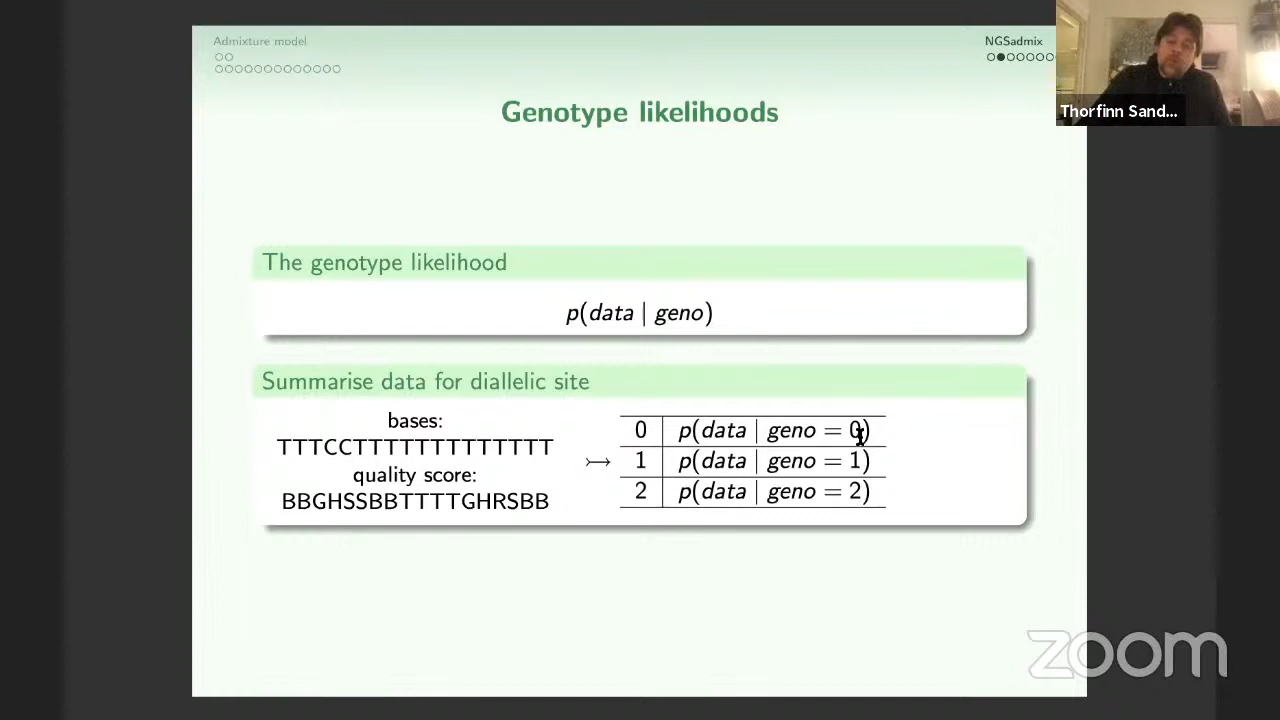 Admixture model
NGSadmix
Thorfinn Sand...
Genotype likelihoods
The genotype likelihood
p(data | geno)
Summarise data for diallelic site
bases:
TTTCCTTTTTTTTTTTTT
quality score:
BBGHSSBBTTTTGHRSBB
↣
0 p(data | geno = 0)
1 p(data | geno = 1)
2 p(data | geno = 2)
zoom